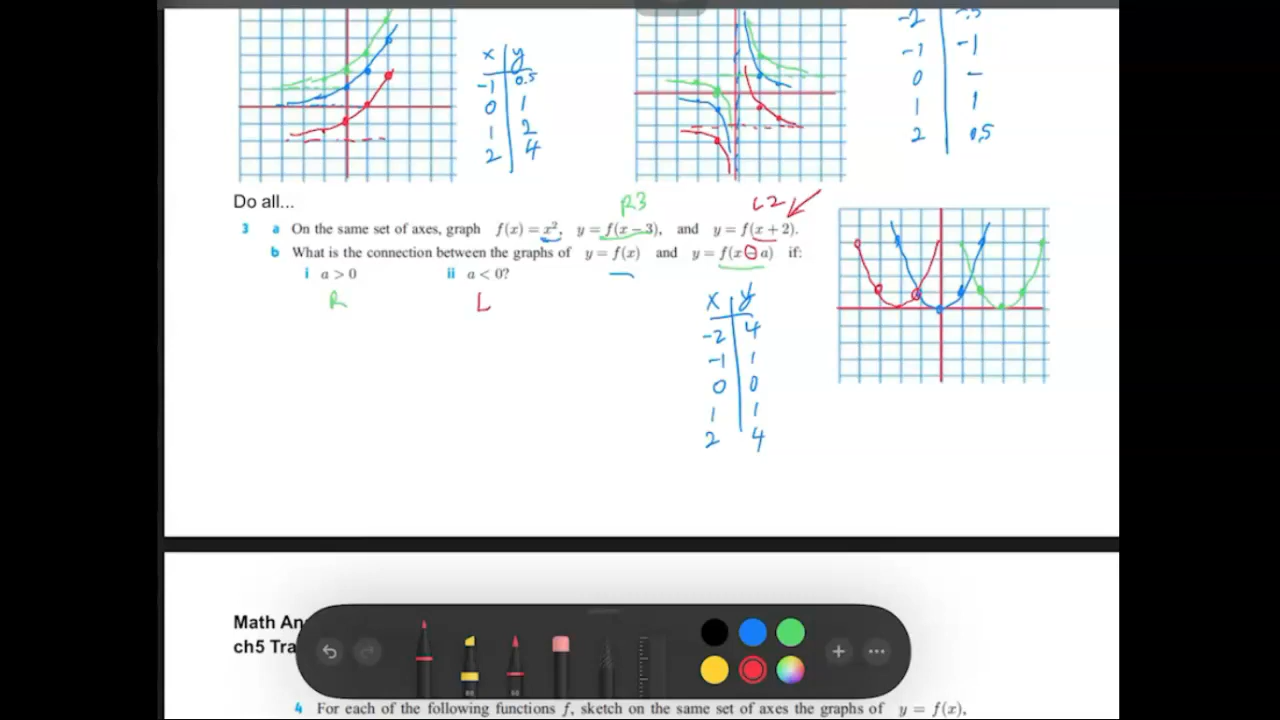 x y
-1 0.5
0 1
1 2
2 4
-2
-1 -1
0 -
1 1
2 0.5
Do all...
R3 L2
3 a On the same set of axes, graph f(x) = x², y = f(x − 3), and y = f(x + 2).
b What is the connection between the graphs of y = f(x) and y = f(x − a) if:
i a > 0 ii a < 0?
R L
x y
-2 4
-1 1
0 0
1 1
2 4
Math An
ch5 Tra
4 For each of the following functions f, sketch on the same set of axes the graphs of y = f(x),